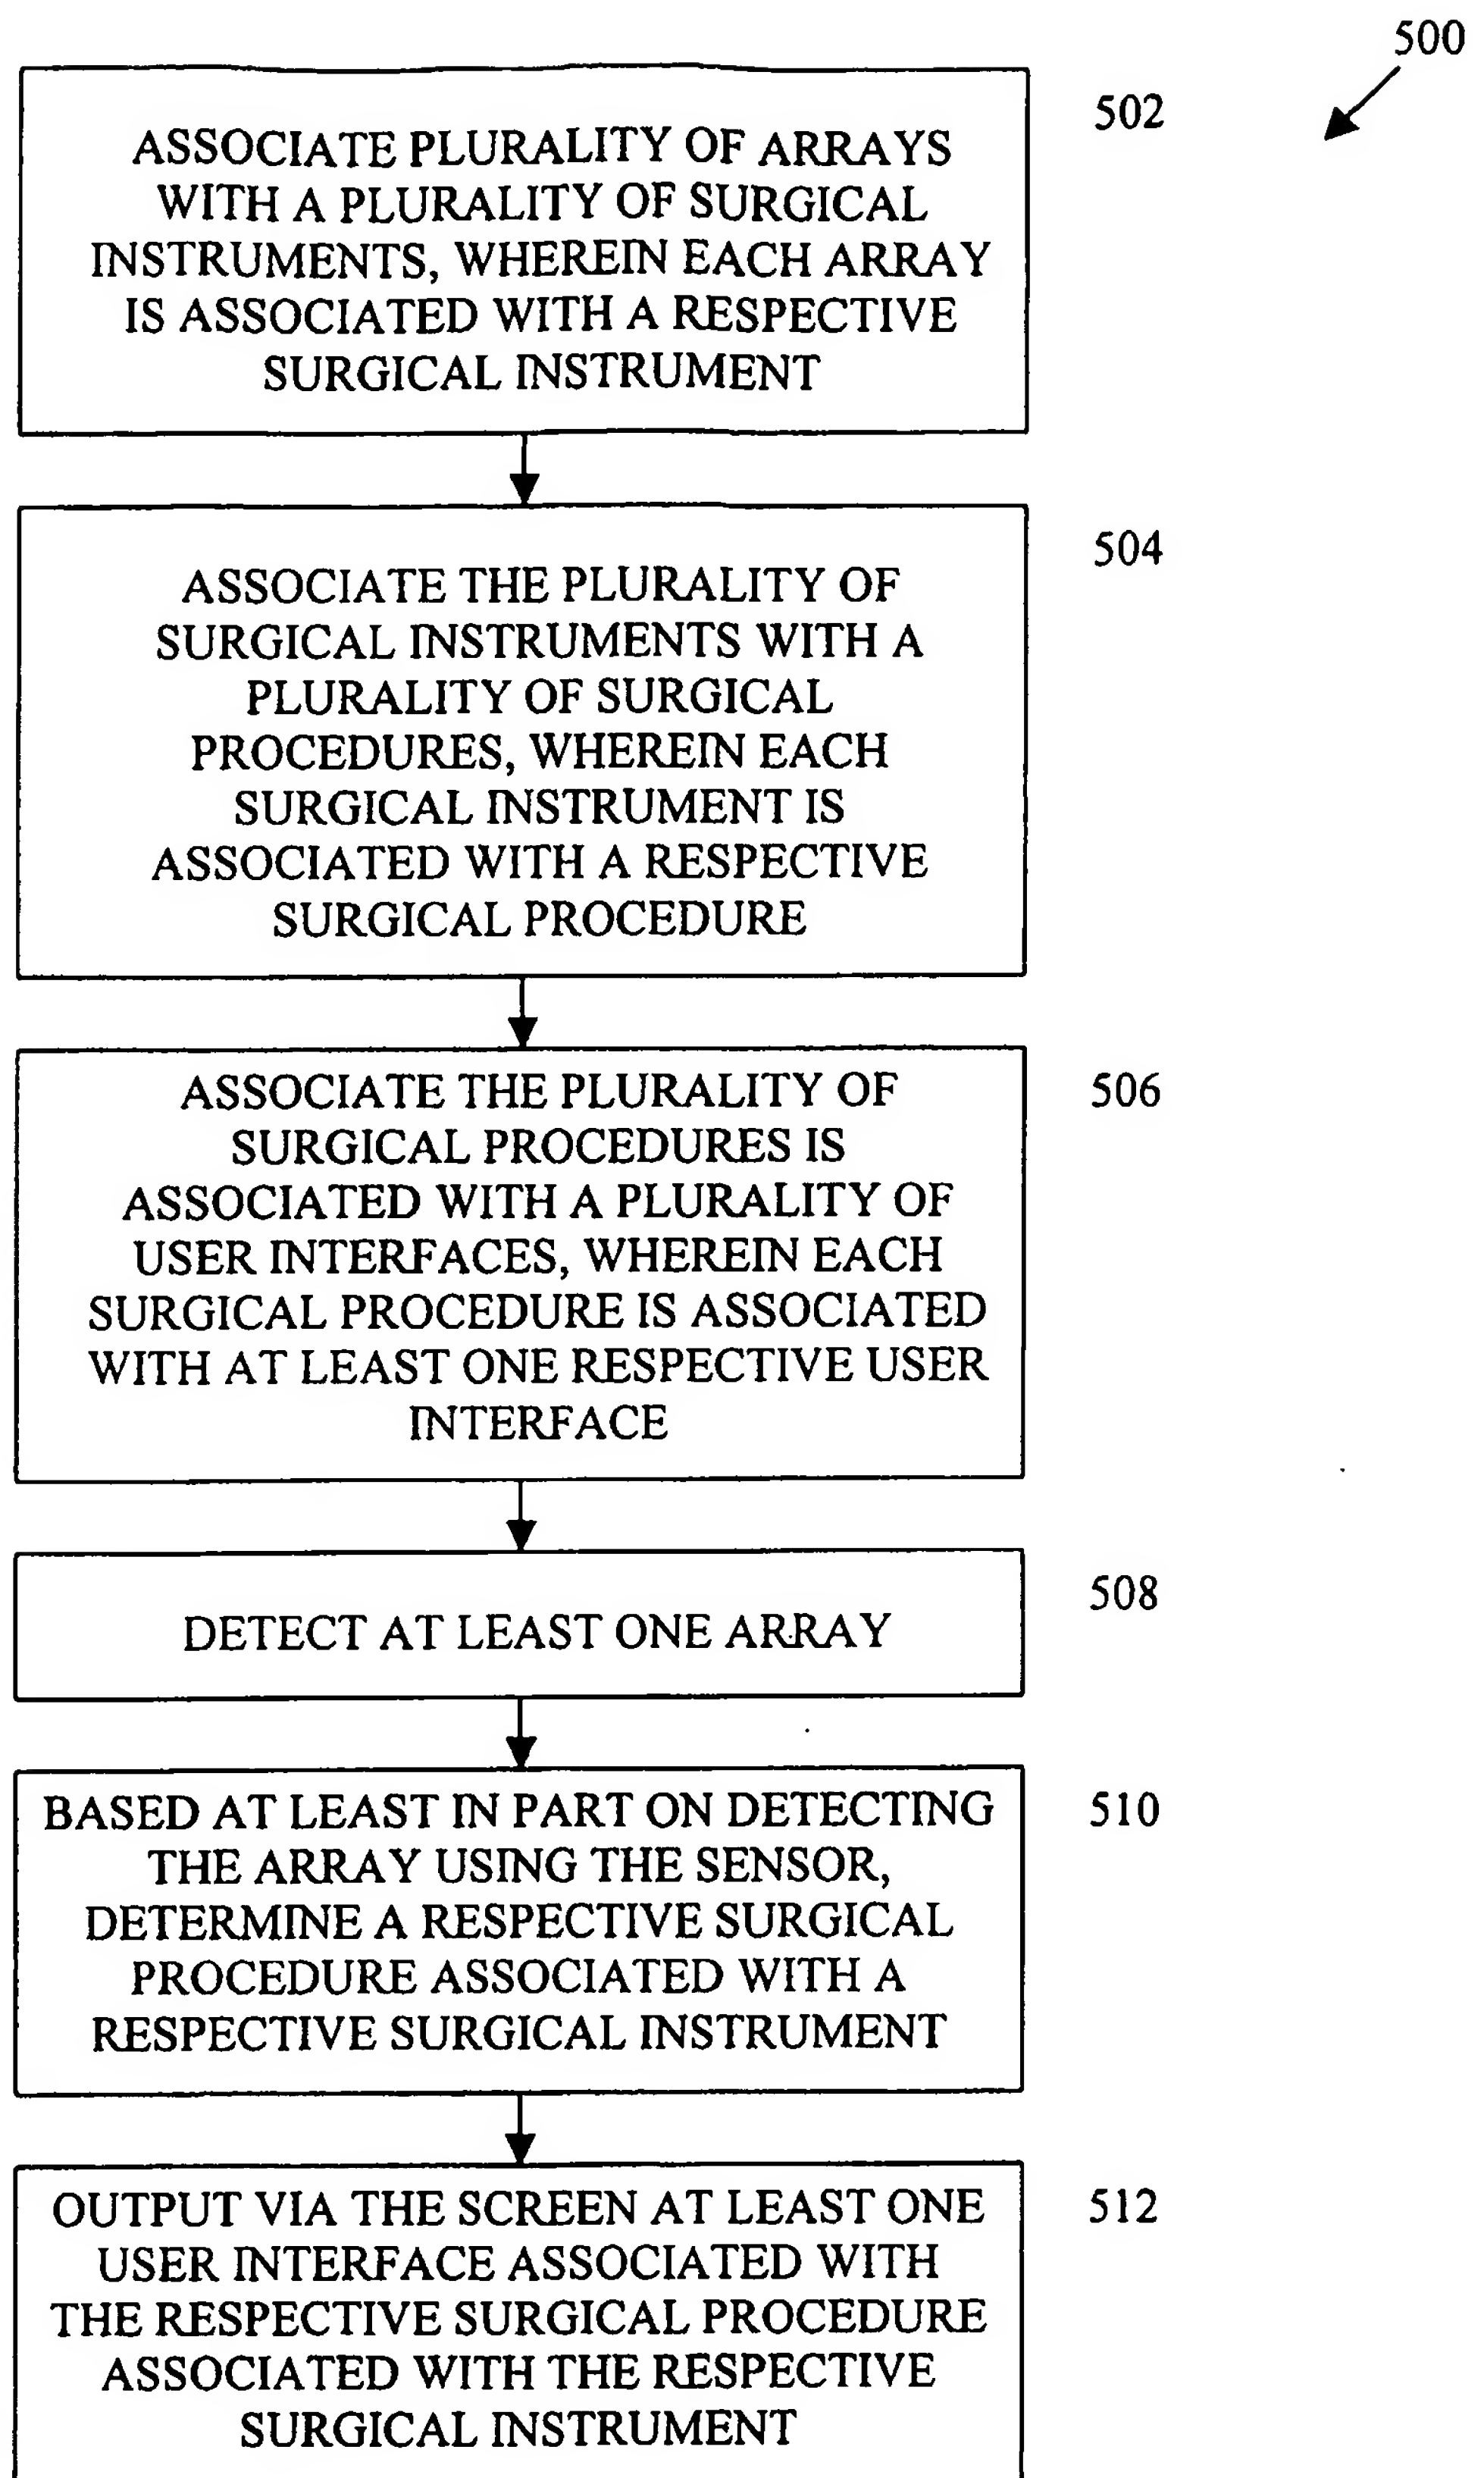 500
502
ASSOCIATE PLURALITY OF ARRAYS
WITH A PLURALITY OF SURGICAL
INSTRUMENTS, WHEREIN EACH ARRAY
IS ASSOCIATED WITH A RESPECTIVE
SURGICAL INSTRUMENT
504
ASSOCIATE THE PLURALITY OF
SURGICAL INSTRUMENTS WITH A
PLURALITY OF SURGICAL
PROCEDURES, WHEREIN EACH
SURGICAL INSTRUMENT IS
ASSOCIATED WITH A RESPECTIVE
SURGICAL PROCEDURE
506
ASSOCIATE THE PLURALITY OF
SURGICAL PROCEDURES IS
ASSOCIATED WITH A PLURALITY OF
USER INTERFACES, WHEREIN EACH
SURGICAL PROCEDURE IS ASSOCIATED
WITH AT LEAST ONE RESPECTIVE USER
INTERFACE
508
DETECT AT LEAST ONE ARRAY
510
BASED AT LEAST IN PART ON DETECTING
THE ARRAY USING THE SENSOR,
DETERMINE A RESPECTIVE SURGICAL
PROCEDURE ASSOCIATED WITH A
RESPECTIVE SURGICAL INSTRUMENT
512
OUTPUT VIA THE SCREEN AT LEAST ONE
USER INTERFACE ASSOCIATED WITH
THE RESPECTIVE SURGICAL PROCEDURE
ASSOCIATED WITH THE RESPECTIVE
SURGICAL INSTRUMENT